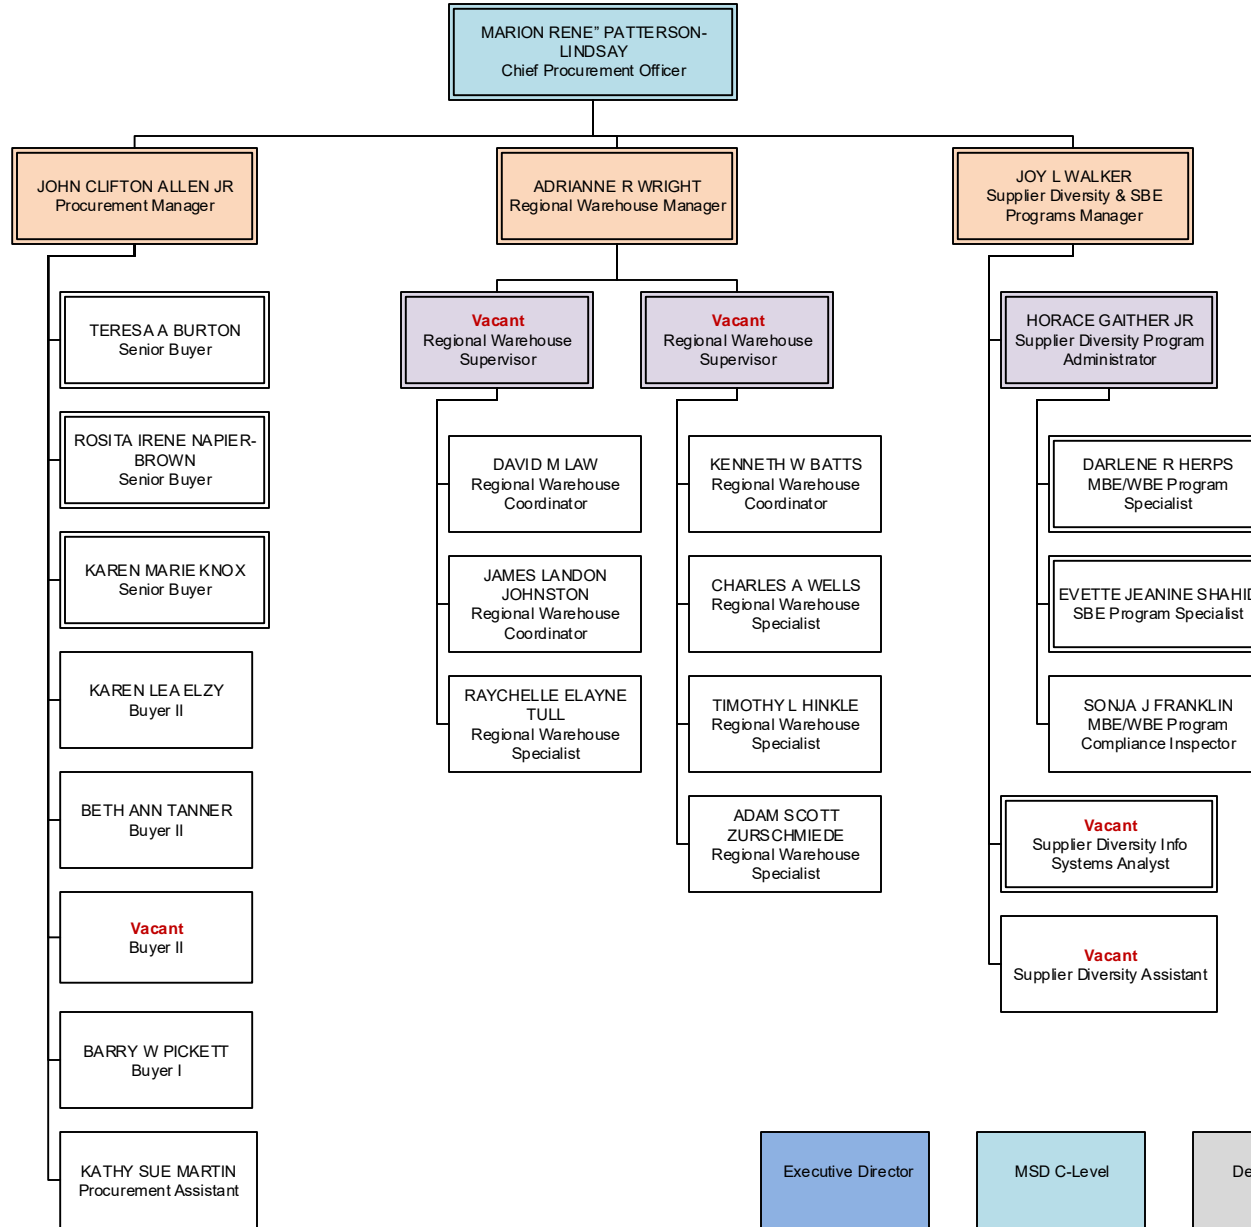 MARION RENE” PATTERSON-
LINDSAY
Chief Procurement Officer
JOHN CLIFTON ALLEN JR
Procurement Manager
ADRIANNE R WRIGHT
Regional Warehouse Manager
JOY L WALKER
Supplier Diversity & SBE
Programs Manager
TERESA A BURTON
Senior Buyer
ROSITA IRENE NAPIER-
BROWN
Senior Buyer
KAREN MARIE KNOX
Senior Buyer
KAREN LEA ELZY
Buyer II
BETH ANN TANNER
Buyer II
Vacant
Buyer II
BARRY W PICKETT
Buyer I
KATHY SUE MARTIN
Procurement Assistant
Vacant
Regional Warehouse
Supervisor
DAVID M LAW
Regional Warehouse
Coordinator
JAMES LANDON
JOHNSTON
Regional Warehouse
Coordinator
RAYCHELLE ELAYNE
TULL
Regional Warehouse
Specialist
Vacant
Regional Warehouse
Supervisor
KENNETH W BATTS
Regional Warehouse
Coordinator
CHARLES A WELLS
Regional Warehouse
Specialist
TIMOTHY L HINKLE
Regional Warehouse
Specialist
ADAM SCOTT
ZURSCHMIEDE
Regional Warehouse
Specialist
HORACE GAITHER JR
Supplier Diversity Program
Administrator
DARLENE R HERPS
MBE/WBE Program
Specialist
EVETTE JEANINE
SBE Program Specialist
SONJA J FRANKLIN
MBE/WBE Program
Compliance Inspector
Vacant
Supplier Diversity Info
Systems Analyst
Vacant
Supplier Diversity Assistant
Executive Director
MSD C-Level